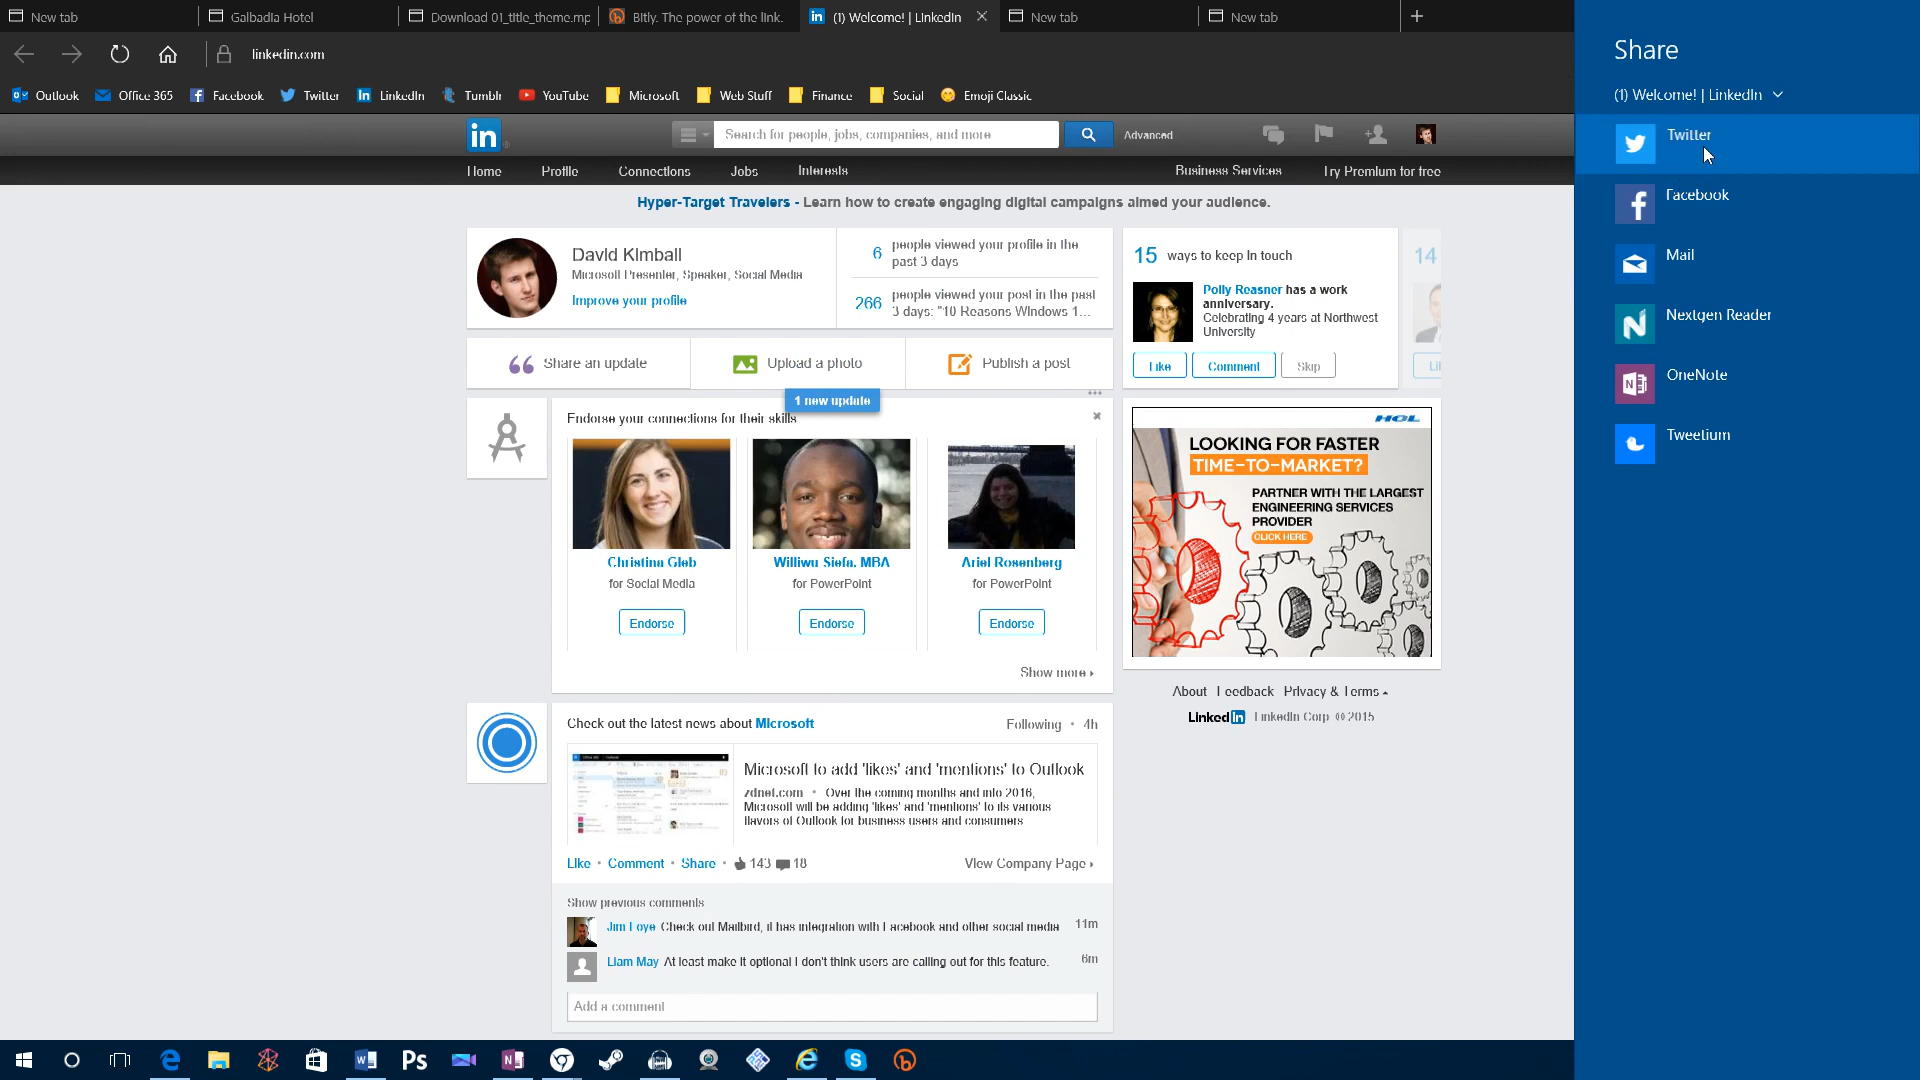 New tab
Galbadia Hotel
Download 01_title_theme.mp
Bitly. The power of the link.
(1) Welcome! | LinkedIn
New tab
New tab
linkedin.com
Outlook
Office 365
Facebook
Twitter
LinkedIn
Tumblr
YouTube
Microsoft
Web Stuff
Finance
Social
Emoji Classic
in
Search for people, jobs, companies, and more
Advanced
Home
Profile
Connections
Jobs
Interests
Business Services
Try Premium for free
Hyper-Target Travelers - Learn how to create engaging digital campaigns aimed your audience.
David Kimball
Microsoft Presenter, Speaker, Social Media
Improve your profile
6 people viewed your profile in the
past 3 days
266 people viewed your post in the past
3 days: "10 Reasons Windows 1...
15 ways to keep in touch
Polly Reasner has a work
anniversary.
Celebrating 4 years at Northwest
University
Like
Comment
Skip
14
Share an update
Upload a photo
Publish a post
1 new update
Endorse your connections for their skills
Christina Gleb
for Social Media
Endorse
Williwu Siefa, MBA
for PowerPoint
Endorse
Ariel Rosenberg
for PowerPoint
Endorse
Show more
HCL
LOOKING FOR FASTER
TIME-TO-MARKET?
PARTNER WITH THE LARGEST
ENGINEERING SERVICES
PROVIDER
CLICK HERE
About Feedback Privacy & Terms
LinkedIn LinkedIn Corp. © 2015
Check out the latest news about Microsoft
Following • 4h
Microsoft to add 'likes' and 'mentions' to Outlook
zdnet.com • Over the coming months and into 2016,
Microsoft will be adding 'likes' and 'mentions' to its various
flavors of Outlook for business users and consumers
Like • Comment • Share • 143 18
View Company Page
Show previous comments
Jim Foye Check out Mailbird, it has integration with Facebook and other social media 11m
Liam May At least make it optional I don't think users are calling out for this feature. 6m
Add a comment
Share
(1) Welcome! | LinkedIn
Twitter
Facebook
Mail
Nextgen Reader
OneNote
Tweetium
Ps